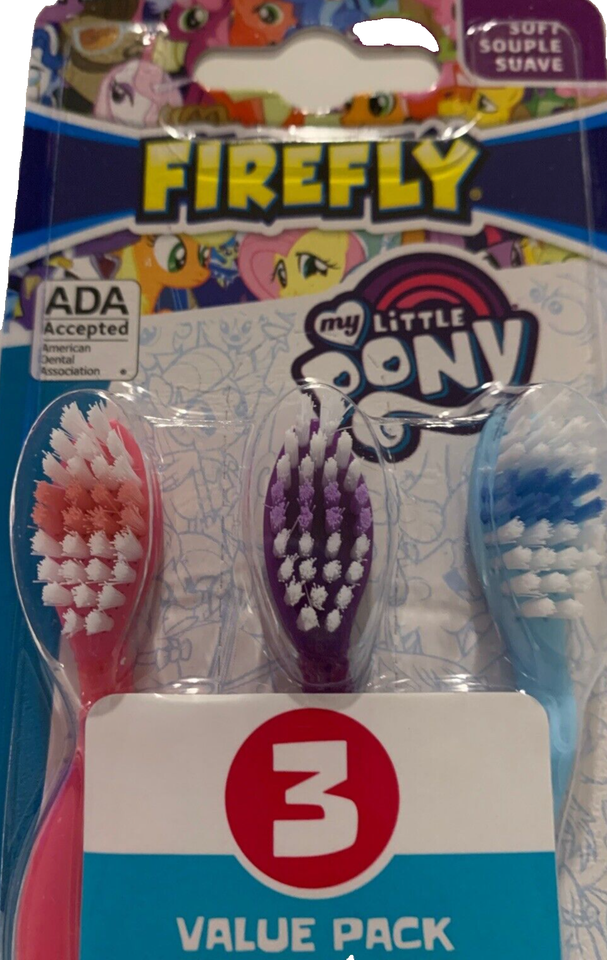 SOFT
SOUPLE
SUAVE
FIREFLY
ADA
Accepted
American
Dental
Association
my LiTTLE
PONY
3
VALUE PACK